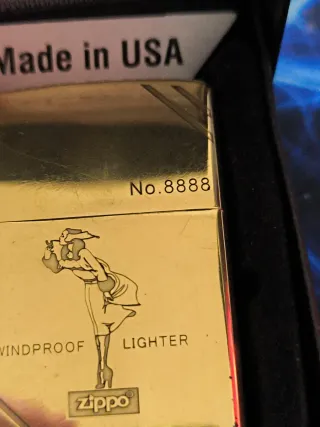 Made in USA
No.8888
WINDPROOF LIGHTER
Zippo®